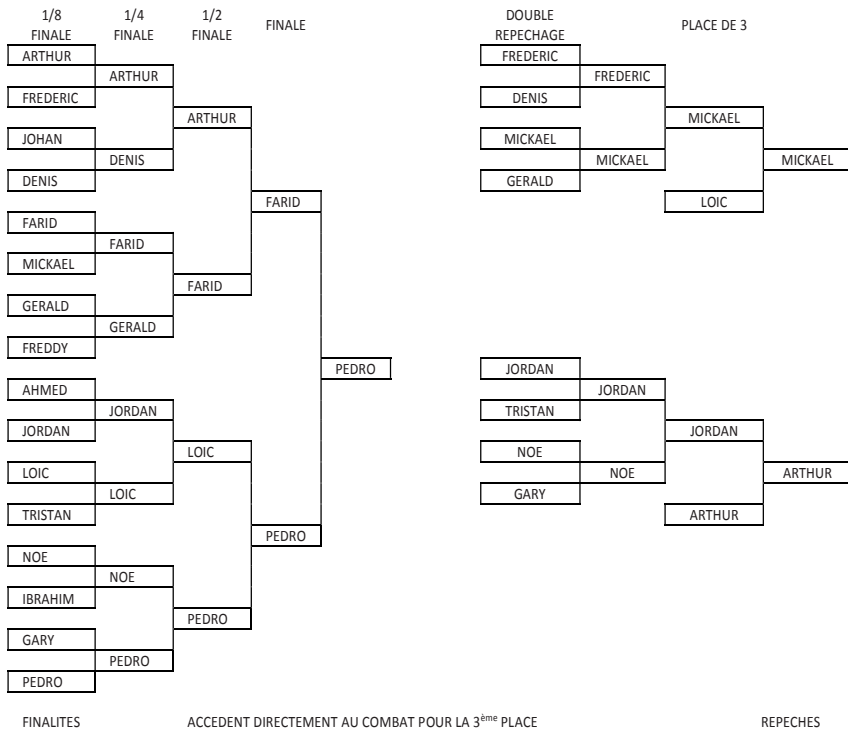 1/8 FINALE
1/4 FINALE
1/2 FINALE
FINALE
ARTHUR
FREDERIC
JOHAN
DENIS
FARID
MICKAEL
GERALD
FREDDY
AHMED
JORDAN
LOIC
TRISTAN
NOE
IBRAHIM
GARY
PEDRO
ARTHUR
DENIS
FARID
GERALD
JORDAN
LOIC
NOE
PEDRO
ARTHUR
FARID
LOIC
PEDRO
FARID
PEDRO
PEDRO
DOUBLE REPECHAGE
PLACE DE 3
FREDERIC
DENIS
MICKAEL
GERALD
FREDERIC
MICKAEL
MICKAEL
LOIC
MICKAEL
JORDAN
TRISTAN
NOE
GARY
JORDAN
NOE
JORDAN
ARTHUR
ARTHUR
FINALITES
ACCEDENT DIRECTEMENT AU COMBAT POUR LA 3ème PLACE
REPECHES